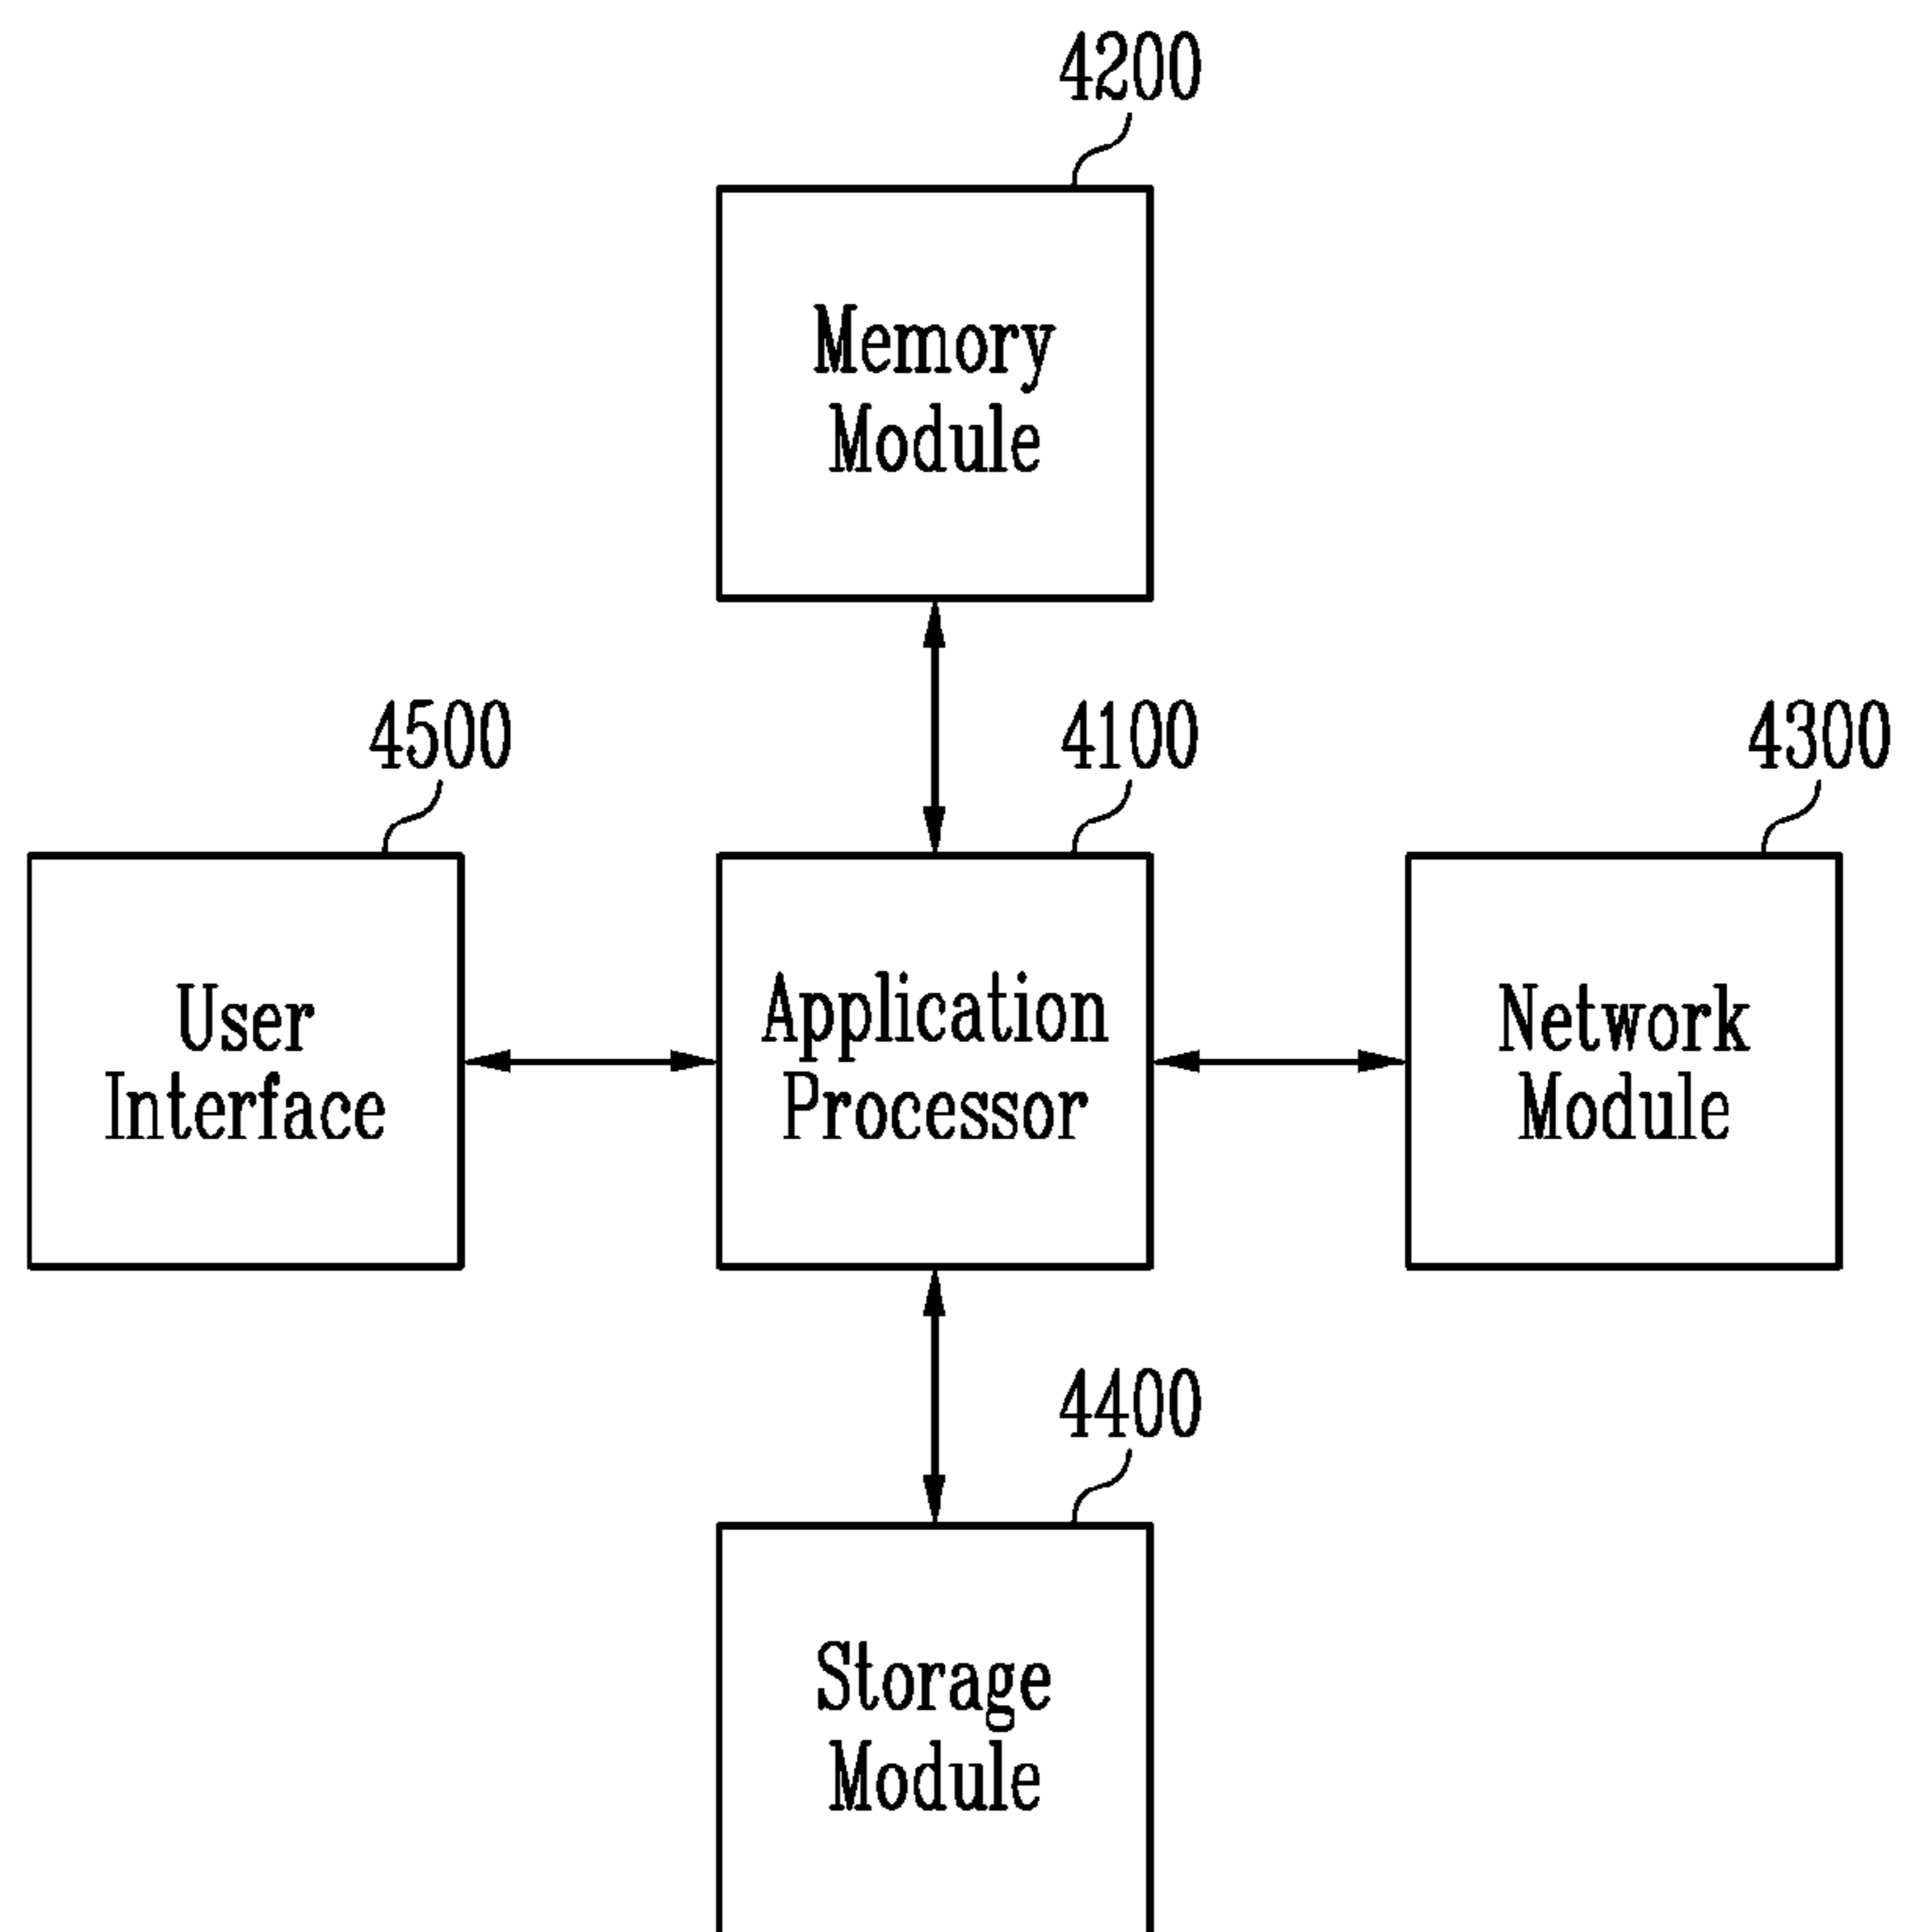 4200
Memory
Module
4500
4100
4300
User
Interface
Application
Processor
Network
Module
4400
Storage
Module